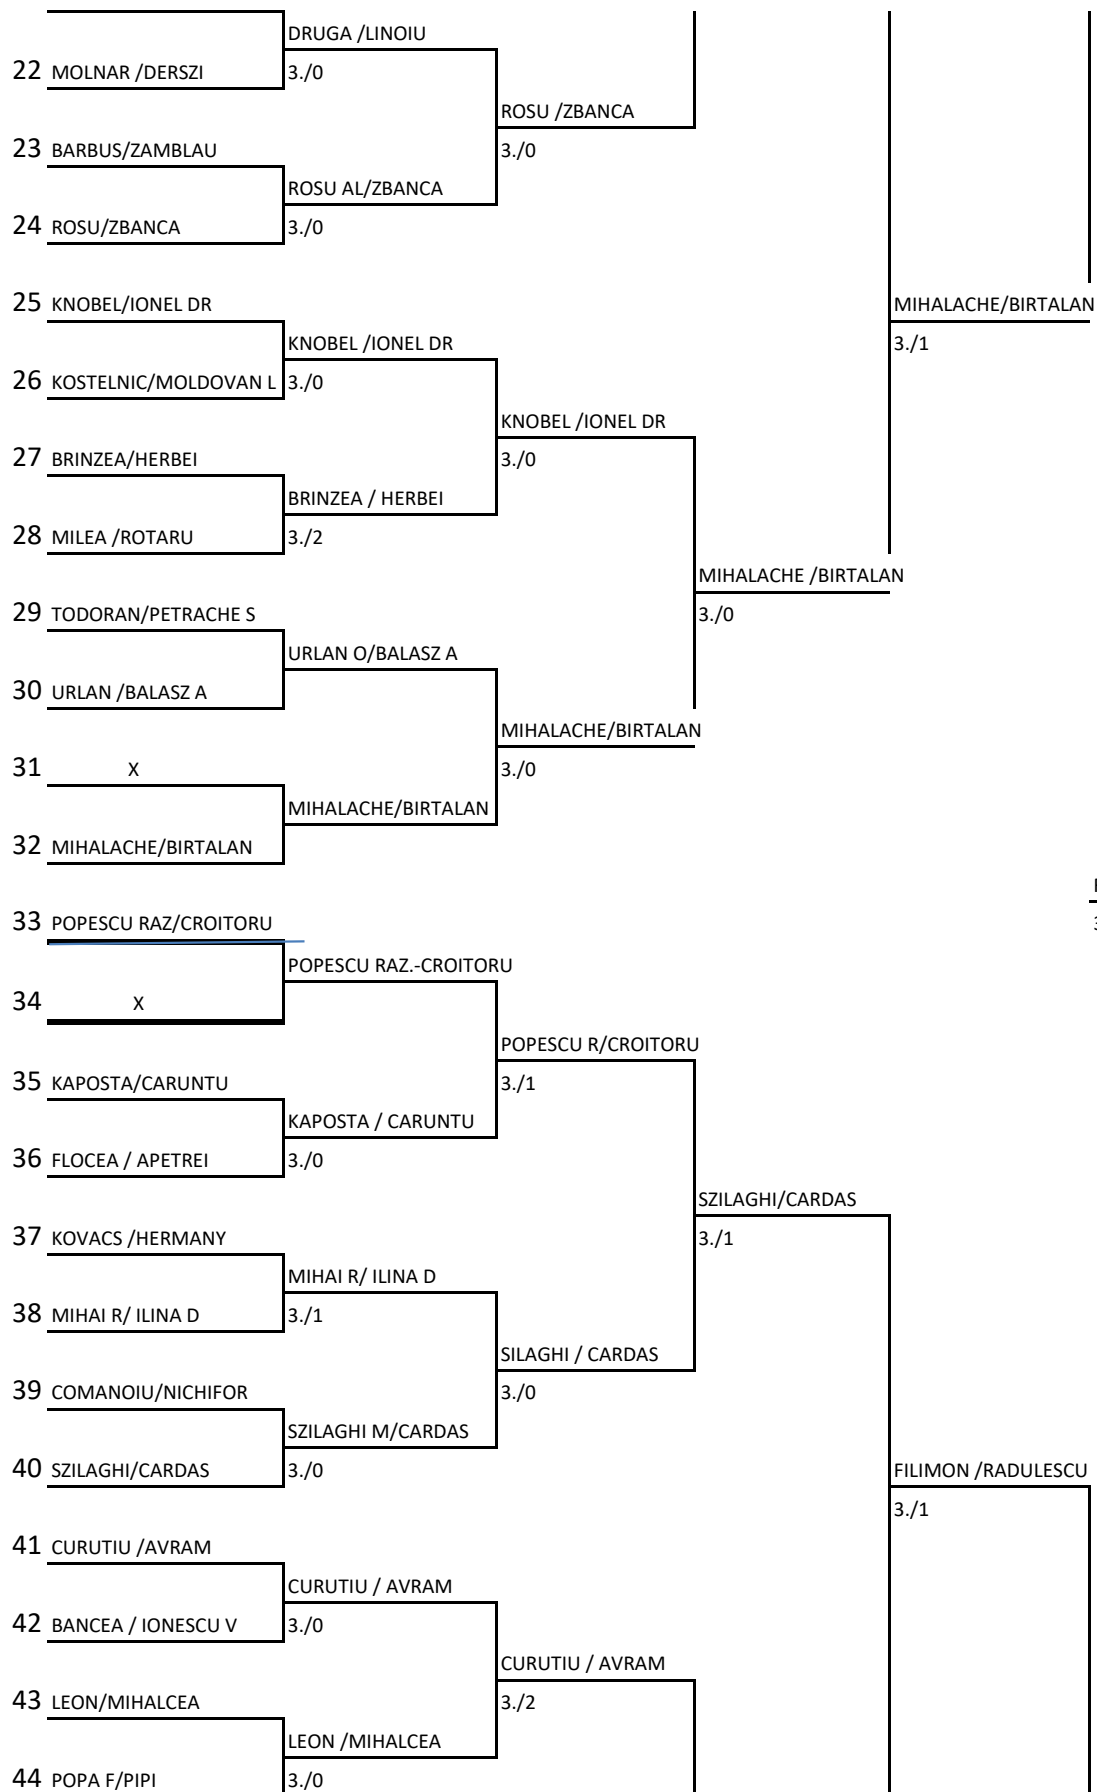 DRUGA /LINOIU
22 MOLNAR /DERSZI 3./0
ROSU /ZBANCA
23 BARBUS/ZAMBLAU 3./0
ROSU AL/ZBANCA
24 ROSU/ZBANCA 3./0
25 KNOBEL/IONEL DR MIHALACHE/BIRTALAN
KNOBEL /IONEL DR 3./1
26 KOSTELNIC/MOLDOVAN L 3./0
KNOBEL /IONEL DR
27 BRINZEA/HERBEI 3./0
BRINZEA / HERBEI
28 MILEA /ROTARU 3./2
MIHALACHE /BIRTALAN
29 TODORAN/PETRACHE S 3./0
URLAN O/BALASZ A
30 URLAN /BALASZ A
MIHALACHE/BIRTALAN
31 X 3./0
MIHALACHE/BIRTALAN
32 MIHALACHE/BIRTALAN
33 POPESCU RAZ/CROITORU
POPESCU RAZ.-CROITORU
34 X
POPESCU R/CROITORU
35 KAPOSTA/CARUNTU 3./1
KAPOSTA / CARUNTU
36 FLOCEA / APETREI 3./0
SZILAGHI/CARDAS
37 KOVACS /HERMANY 3./1
MIHAI R/ ILINA D
38 MIHAI R/ ILINA D 3./1
SILAGHI / CARDAS
39 COMANOIU/NICHIFOR 3./0
SZILAGHI M/CARDAS
40 SZILAGHI/CARDAS 3./0 FILIMON /RADULESCU
3./1
41 CURUTIU /AVRAM
CURUTIU / AVRAM
42 BANCEA / IONESCU V 3./0
CURUTIU / AVRAM
43 LEON/MIHALCEA 3./2
LEON /MIHALCEA
44 POPA F/PIPI 3./0